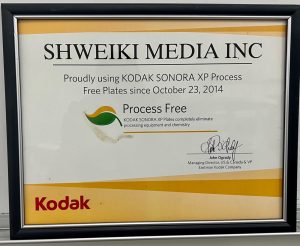 SHWEIKI MEDIA INC
Proudly using KODAK SONORA XP Process
Free Plates since October 23, 2014
Process Free
KODAK SONORA XP Plates completely eliminate
processing equipment and chemistry
John Ogrady
Managing Director, US & Canada & VP
Eastman Kodak Company
Kodak